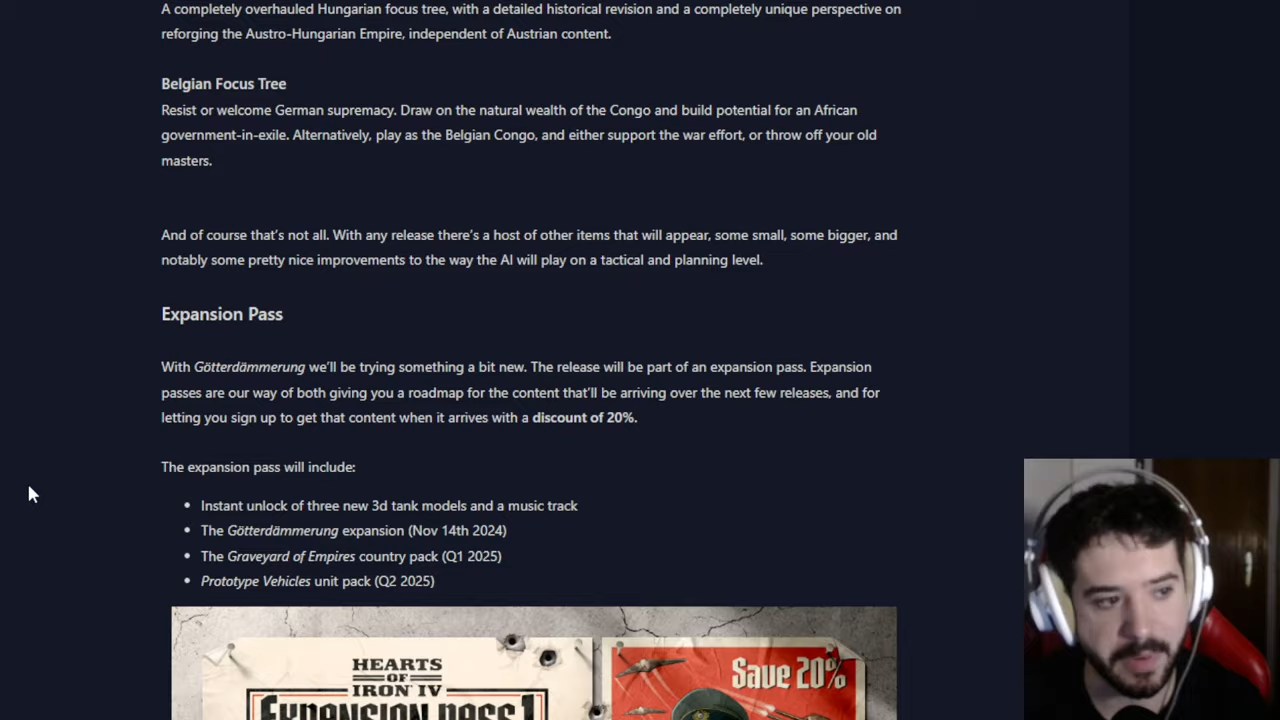 A completely overhauled Hungarian focus tree, with a detailed historical revision and a completely unique perspective on
reforging the Austro-Hungarian Empire, independent of Austrian content.
Belgian Focus Tree
Resist or welcome German supremacy. Draw on the natural wealth of the Congo and build potential for an African
government-in-exile. Alternatively, play as the Belgian Congo, and either support the war effort, or throw off your old
masters.
And of course that's not all. With any release there's a host of other items that will appear, some small, some bigger, and
notably some pretty nice improvements to the way the AI will play on a tactical and planning level.
Expansion Pass
With Götterdämmerung we'll be trying something a bit new. The release will be part of an expansion pass. Expansion
passes are our way of both giving you a roadmap for the content that'll be arriving over the next few releases, and for
letting you sign up to get that content when it arrives with a discount of 20%.
The expansion pass will include:
• Instant unlock of three new 3d tank models and a music track
• The Götterdämmerung expansion (Nov 14th 2024)
• The Graveyard of Empires country pack (Q1 2025)
• Prototype Vehicles unit pack (Q2 2025)
HEARTS
OF
IRON IV
EXPANSION PASS 1
Save 20%